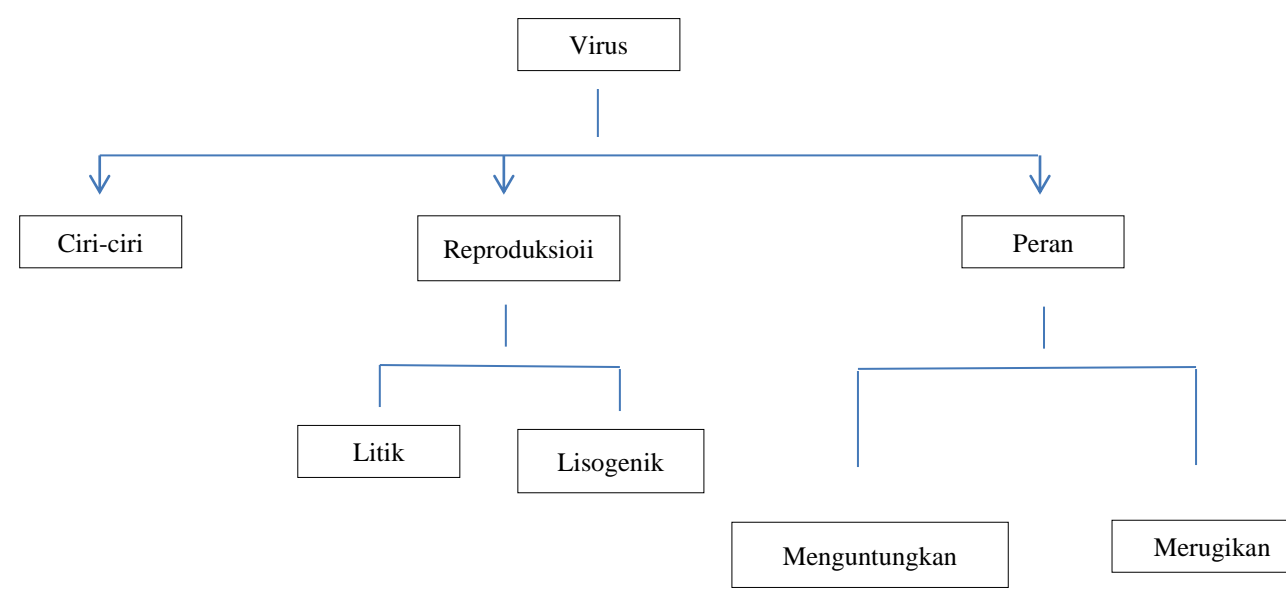 Virus
Ciri-ciri
Reproduksioii
Peran
Litik
Lisogenik
Menguntungkan
Merugikan